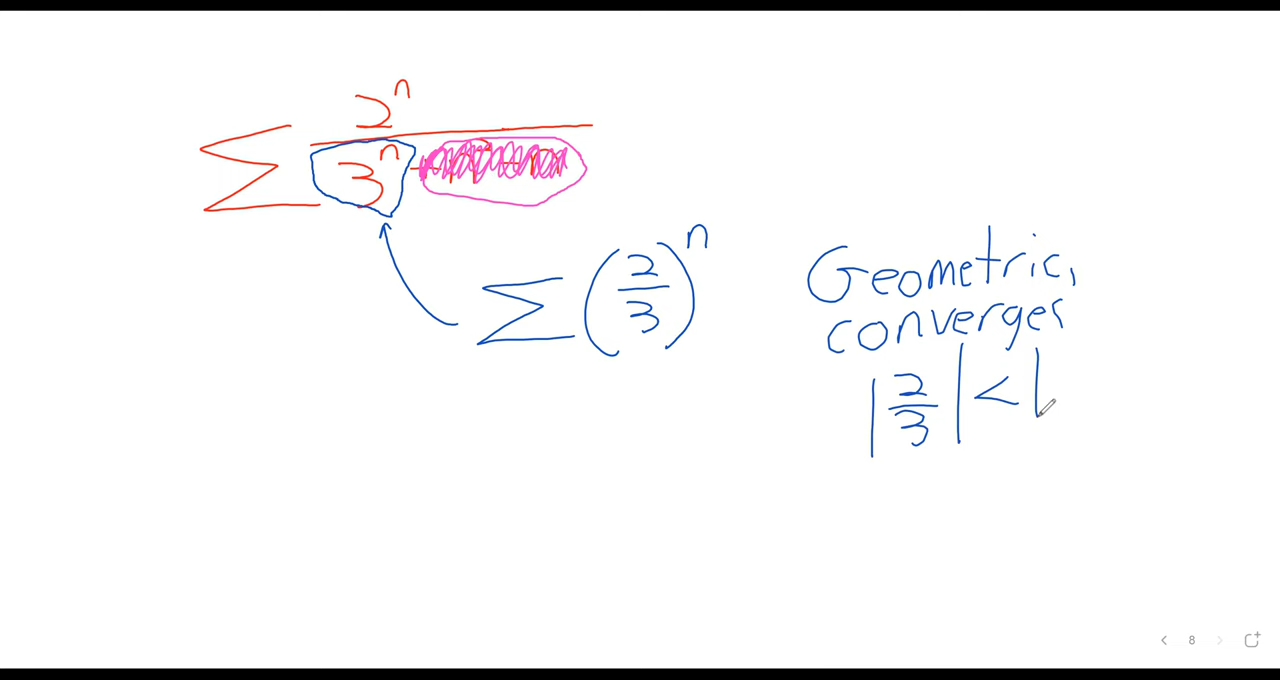 ∑ 2^n / 3^n
∑ (2/3)^n
Geometric,
converges
|2/3| < 1
8